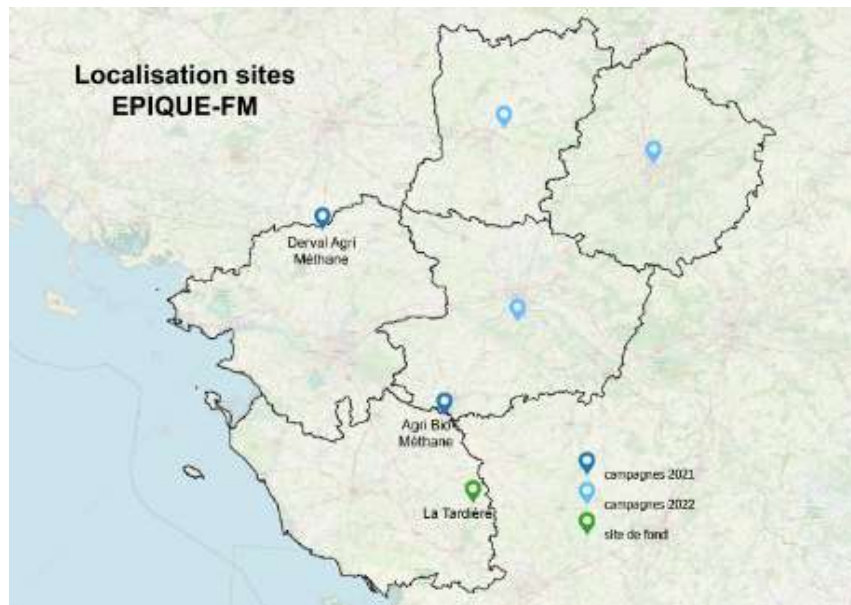 Localisation sites
EPIQUE-FM
Derval Agri
Méthane
Agri Bio
Méthane
La Tardière
campagnes 2021
campagnes 2022
site de fond